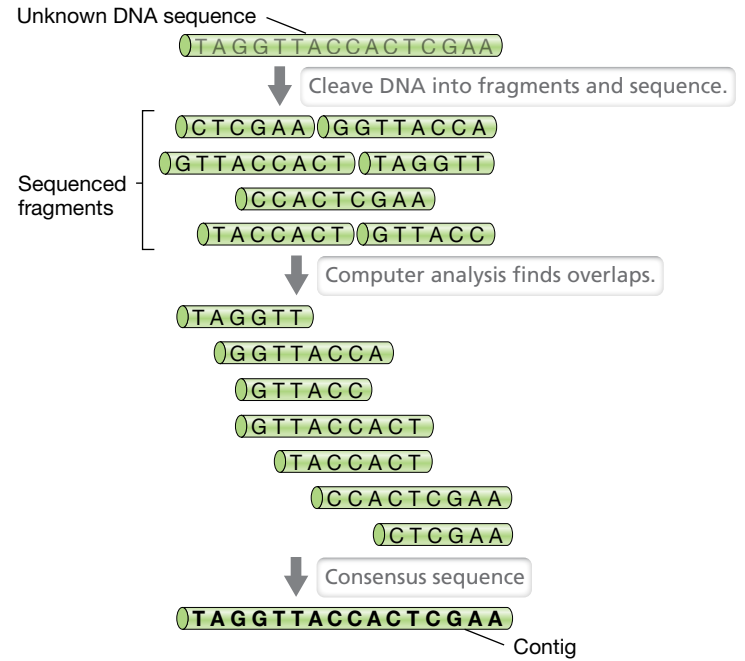 Unknown DNA sequence
TAGGTTACCACTCGAA
Cleave DNA into fragments and sequence.
CTCGAA GGTTACCA
GTTACCACT TAGGTT
Sequenced
fragments
CCACTCGAA
TACCACT GTTACC
Computer analysis finds overlaps.
TAGGTT
GGTTACCA
GTTACC
GTTACCACT
TACCACT
CCACTCGAA
CTCGAA
Consensus sequence
TAGGTTACCACTCGAA
Contig